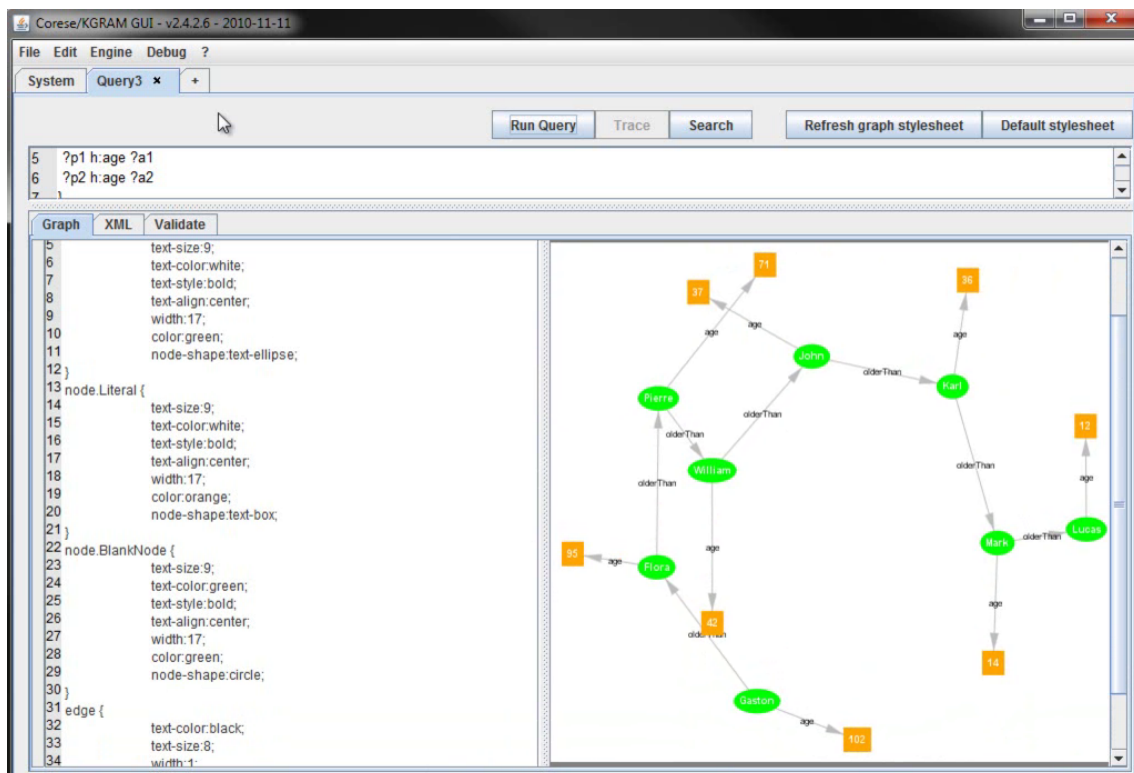 Corese/KGRAM GUI - v2.4.2.6 - 2010-11-11
File Edit Engine Debug ?
System Query3 × +
Run Query Trace Search Refresh graph stylesheet Default stylesheet
5 ?p1 h:age ?a1
6 ?p2 h:age ?a2
7 }
Graph XML Validate
5 text-size:9;
6 text-color:white;
7 text-style:bold;
8 text-align:center;
9 width:17;
10 color:green;
11 node-shape:text-ellipse;
12 }
13 node.Literal {
14 text-size:9;
15 text-color:white;
16 text-style:bold;
17 text-align:center;
18 width:17;
19 color:orange;
20 node-shape:text-box;
21 }
22 node.BlankNode {
23 text-size:9;
24 text-color:green;
25 text-style:bold;
26 text-align:center;
27 width:17;
28 color:green;
29 node-shape:circle;
30 }
31 edge {
32 text-color:black;
33 text-size:8;
34 width:1;
71
37
36
age
age
age
John
olderThan
Karl
Pierre
olderThan
12
olderThan
William
olderThan
olderThan
age
Lucas
olderThan
Mark
95
age
Flora
age
age
42
olderThan
14
Gaston
age
102